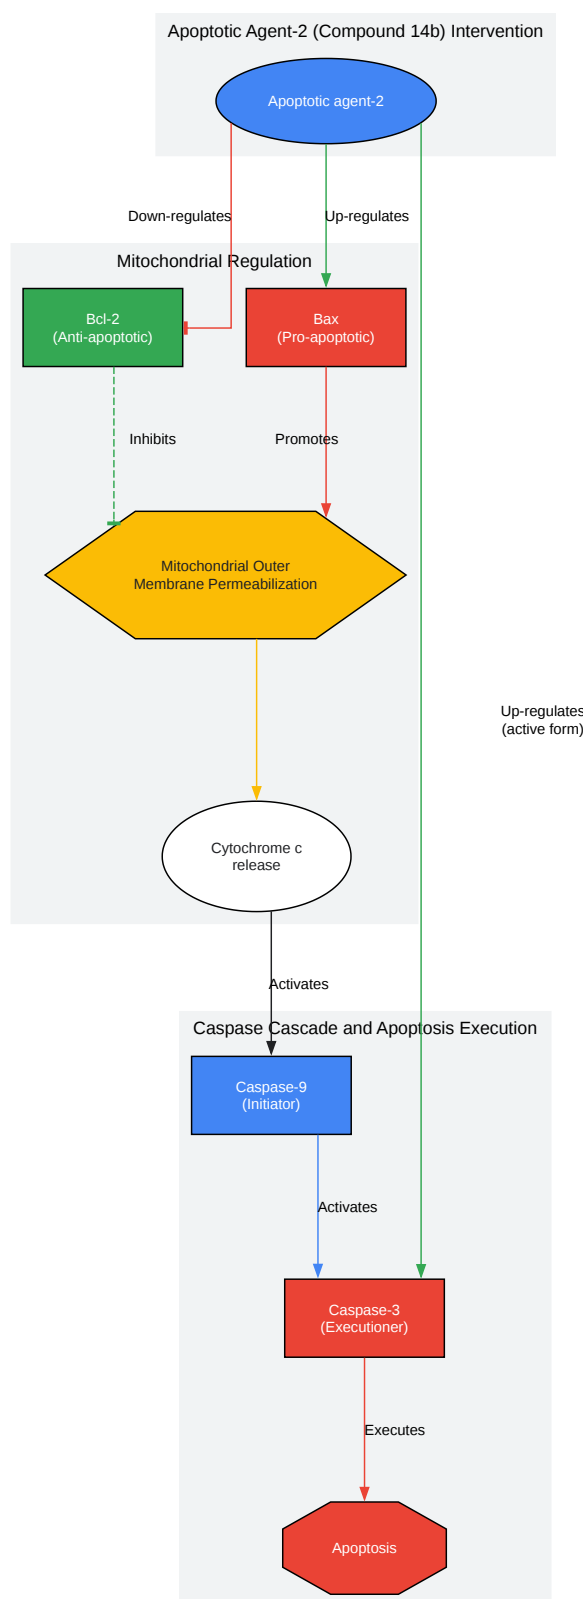 Apoptotic Agent-2 (Compound 14b) Intervention
Apoptotic agent-2
Down-regulates
Up-regulates
Mitochondrial Regulation
Bcl-2
(Anti-apoptotic)
Bax
(Pro-apoptotic)
Inhibits
Promotes
Mitochondrial Outer
Membrane Permeabilization
Up-regulates
(active form)
Cytochrome c
release
Activates
Caspase Cascade and Apoptosis Execution
Caspase-9
(Initiator)
Activates
Caspase-3
(Executioner)
Executes
Apoptosis